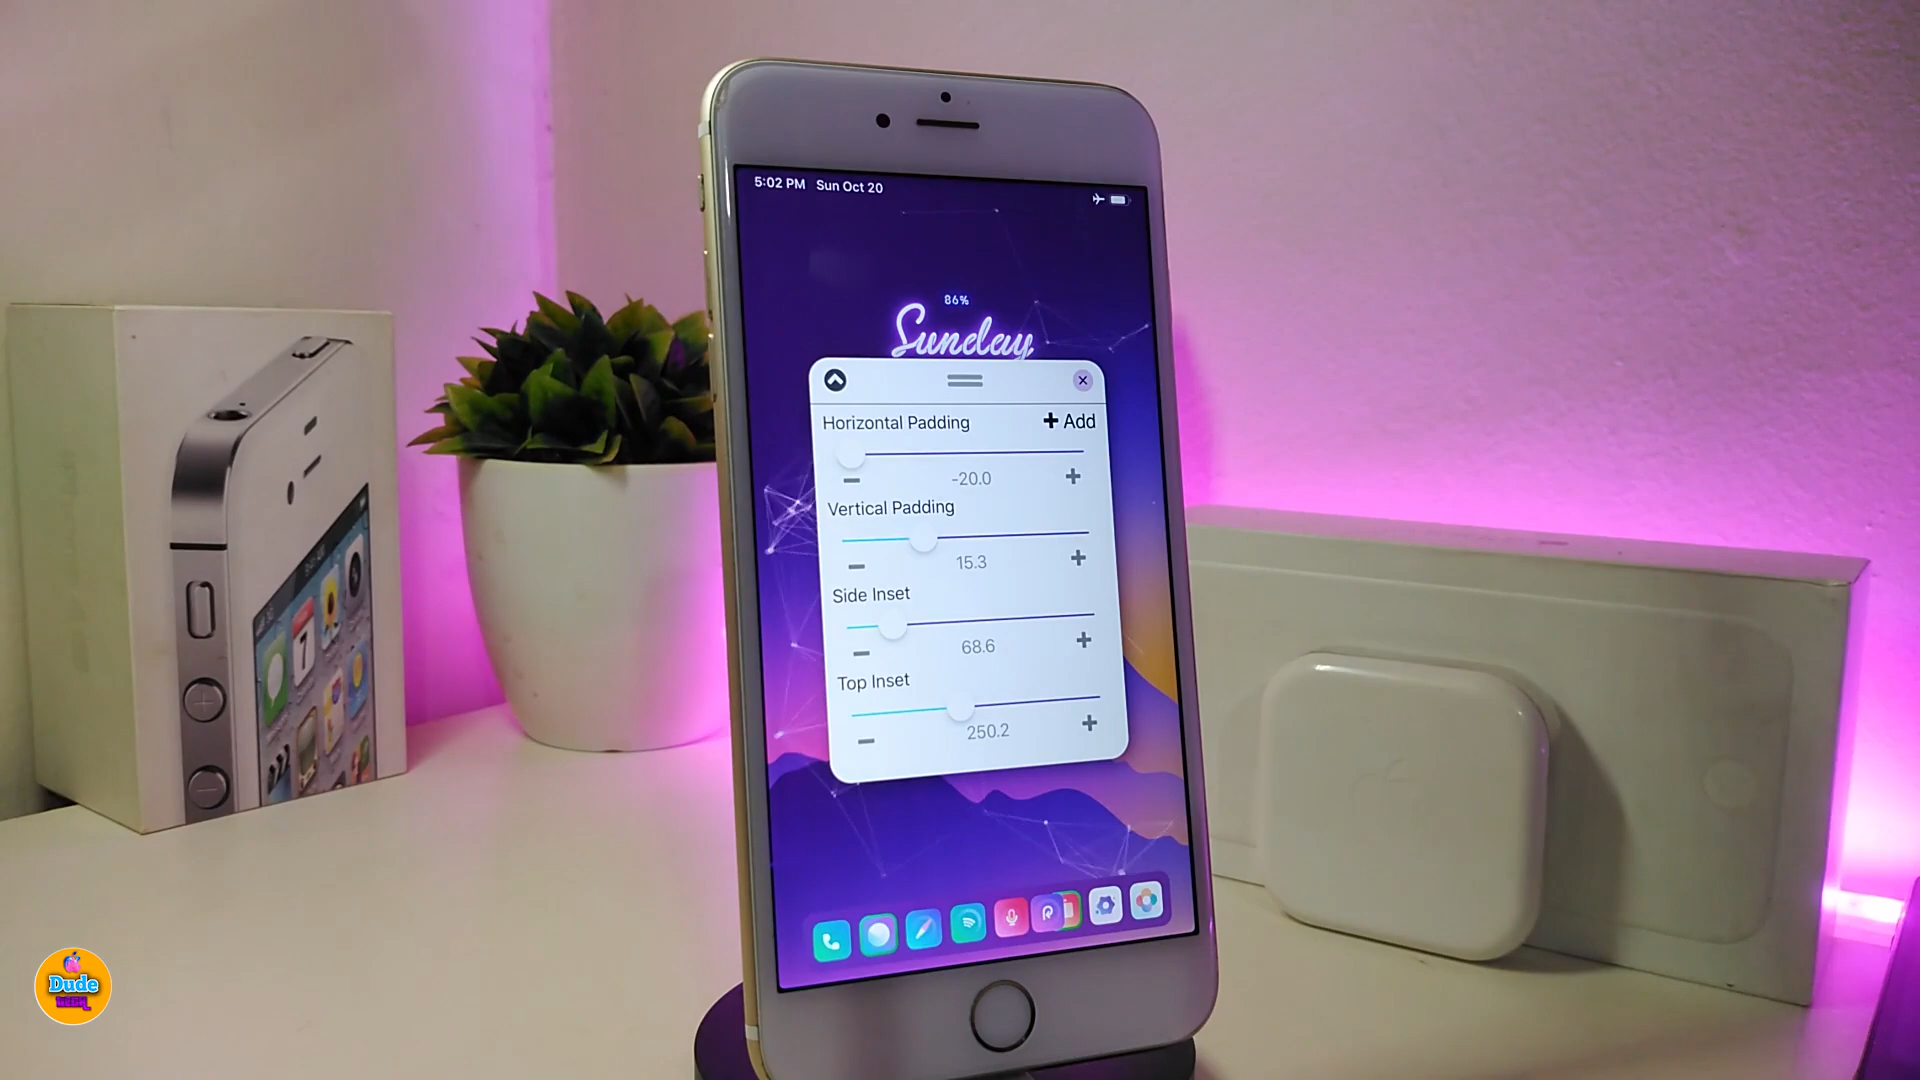 5:02 PM Sun Oct 20
86%
Sunday
Horizontal Padding
+ Add
-20.0
Vertical Padding
15.3
Side Inset
68.6
Top Inset
250.2
7
Dude